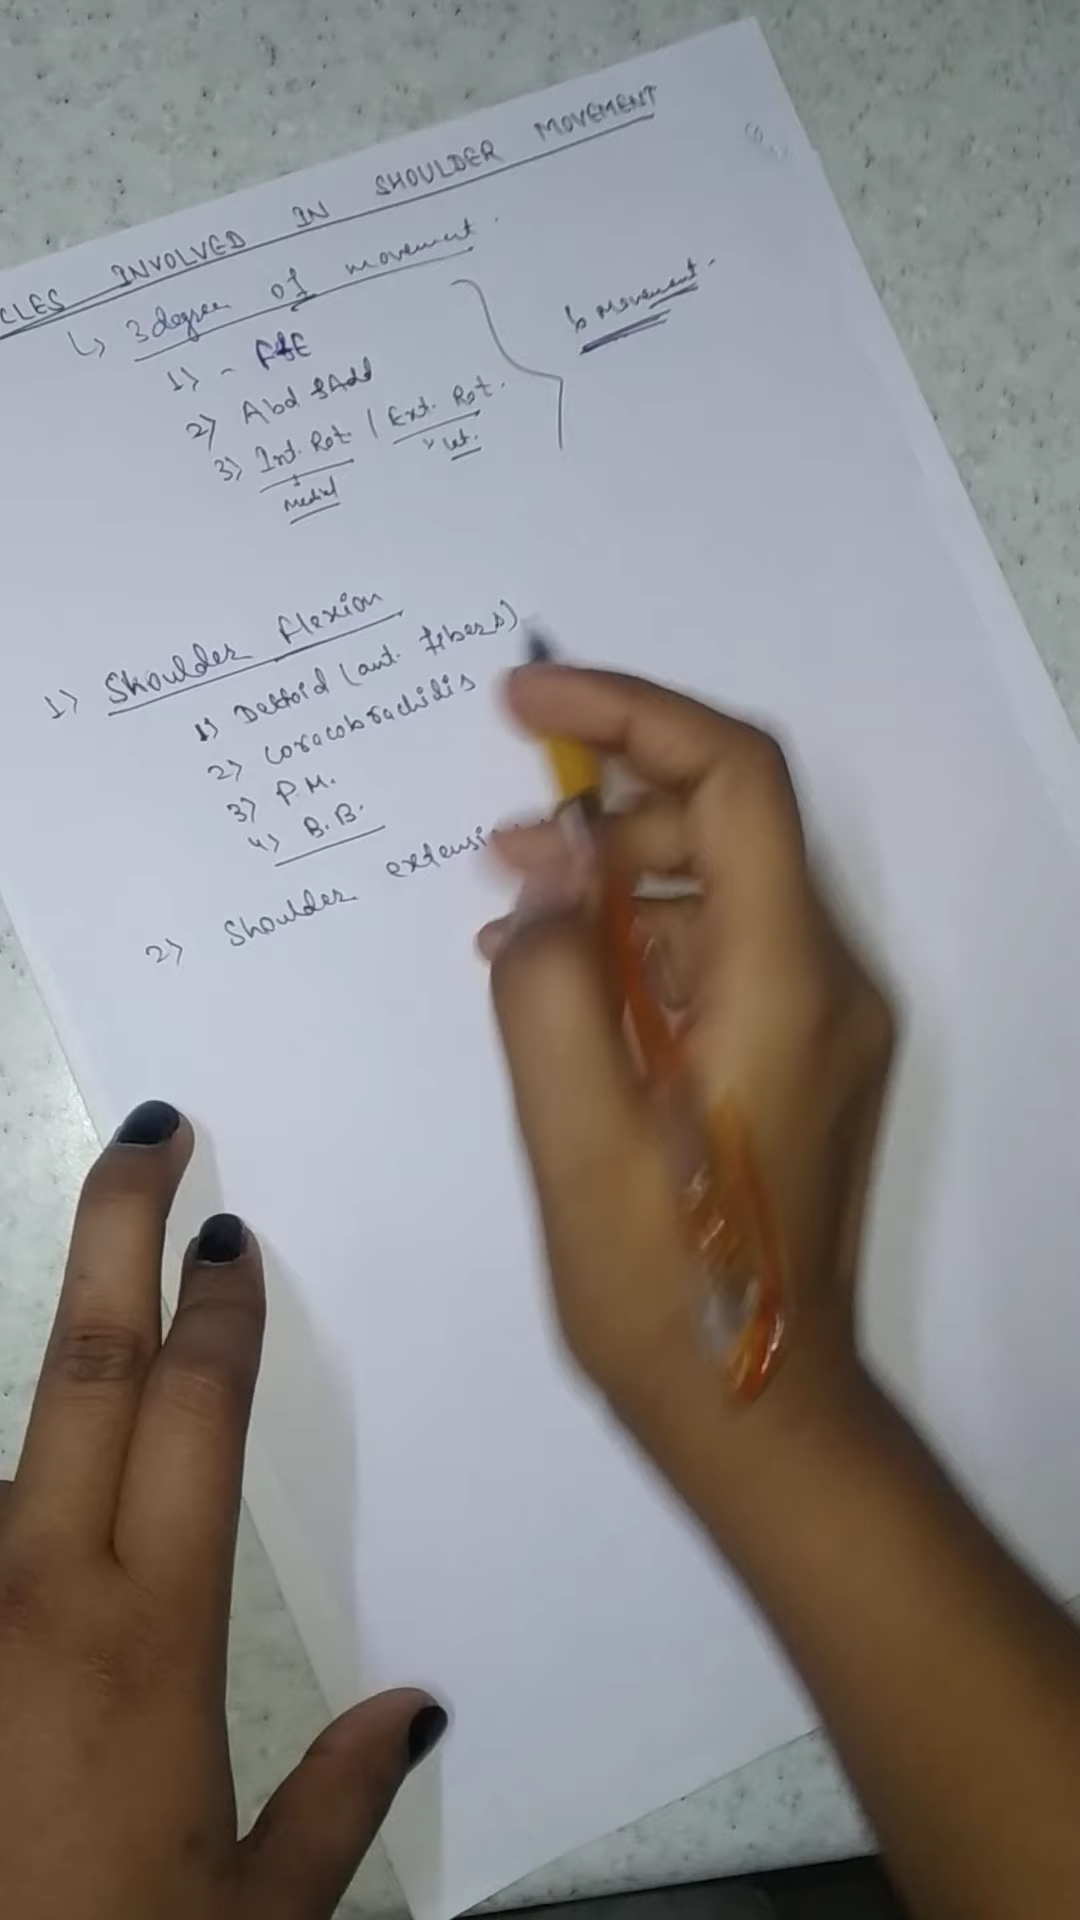 CLES INVOLVED IN SHOULDER MOVEMENT
↳ 3 degree of movement.
1) - F&E
2) Abd & Add
3) Int. Rot. / Ext. Rot.
Medial
Lat.
6 Movement.
1) Shoulder flexion
1) Deltoid (ant. fibers)
2) Coracobrachialis
3) P.M.
4) B.B.
2) Shoulder extensi